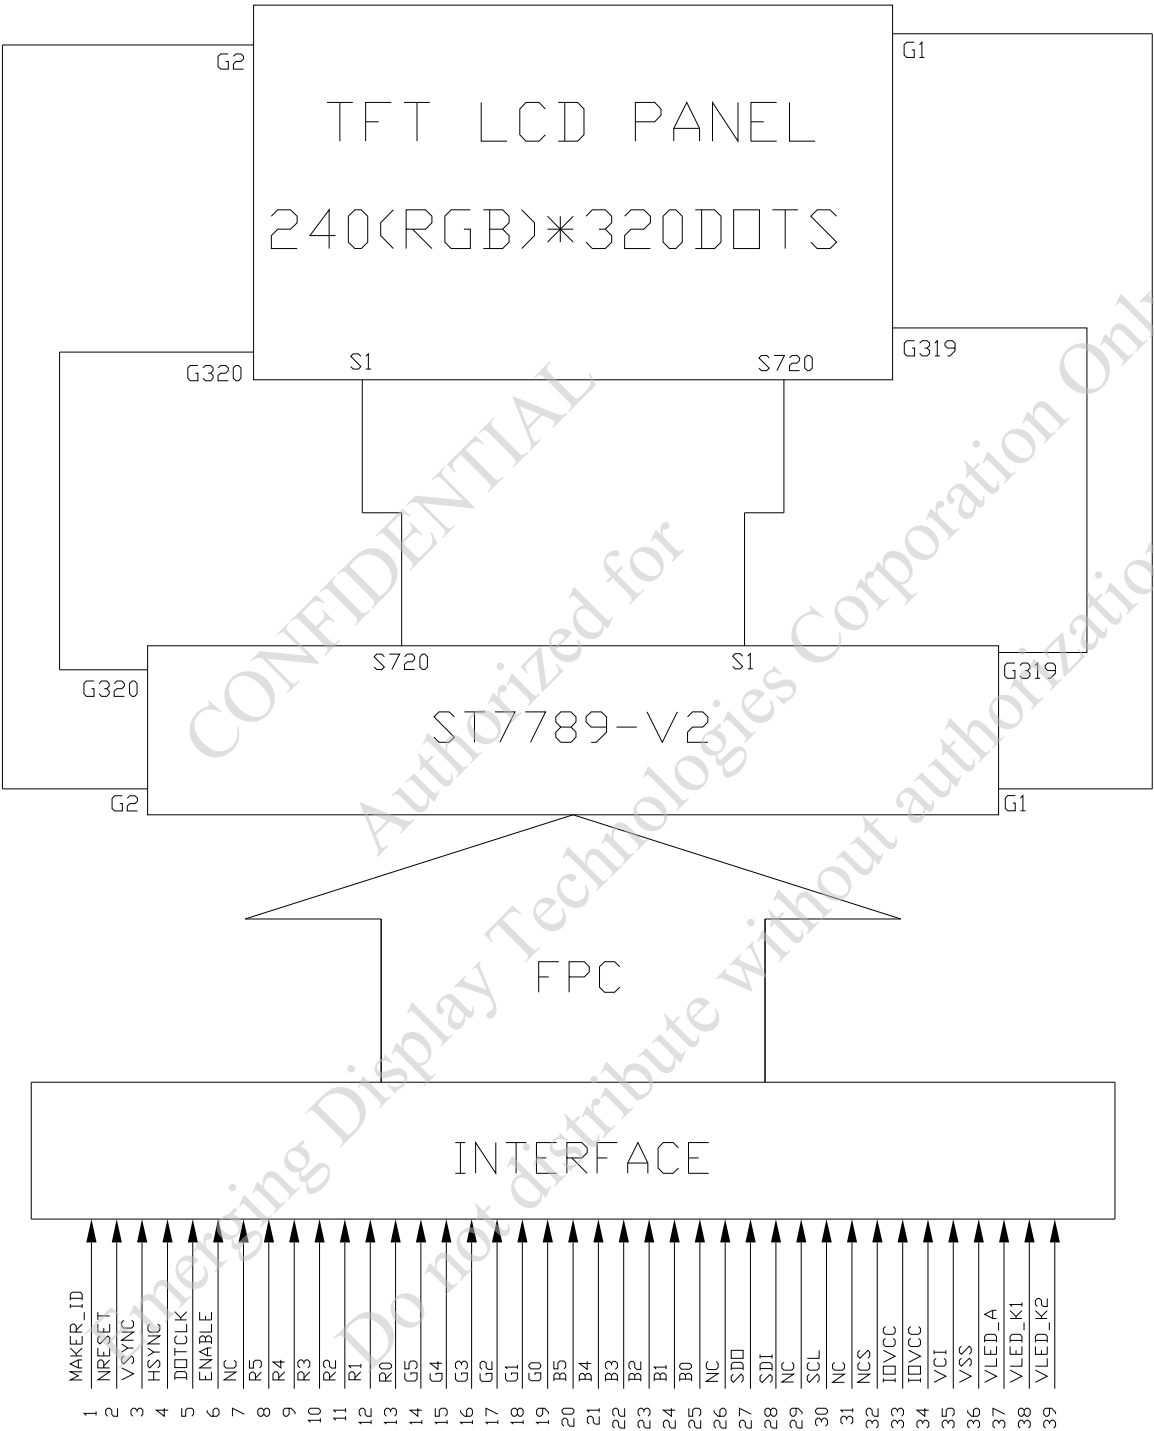 G2
G1
TFT LCD PANEL
240(RGB)*320DOTS
G320
S1
S720
G319
S720
S1
G320
G319
ST7789-V2
G2
G1
FPC
INTERFACE
MAKER_ID
NRESET
VSYNC
HSYNC
DOTCLK
ENABLE
NC
R5
R4
R3
R2
R1
R0
G5
G4
G3
G2
G1
G0
B5
B4
B3
B2
B1
B0
NC
SDO
SDI
NC
SCL
NC
NCS
IOVCC
IOVCC
VCI
VSS
VLED_A
VLED_K1
VLED_K2
1
2
3
4
5
6
7
8
9
10
11
12
13
14
15
16
17
18
19
20
21
22
23
24
25
26
27
28
29
30
31
32
33
34
35
36
37
38
39
CONFIDENTIAL
Authorized for
Emerging Display Technologies Corporation Only
Do not distribute without authorization